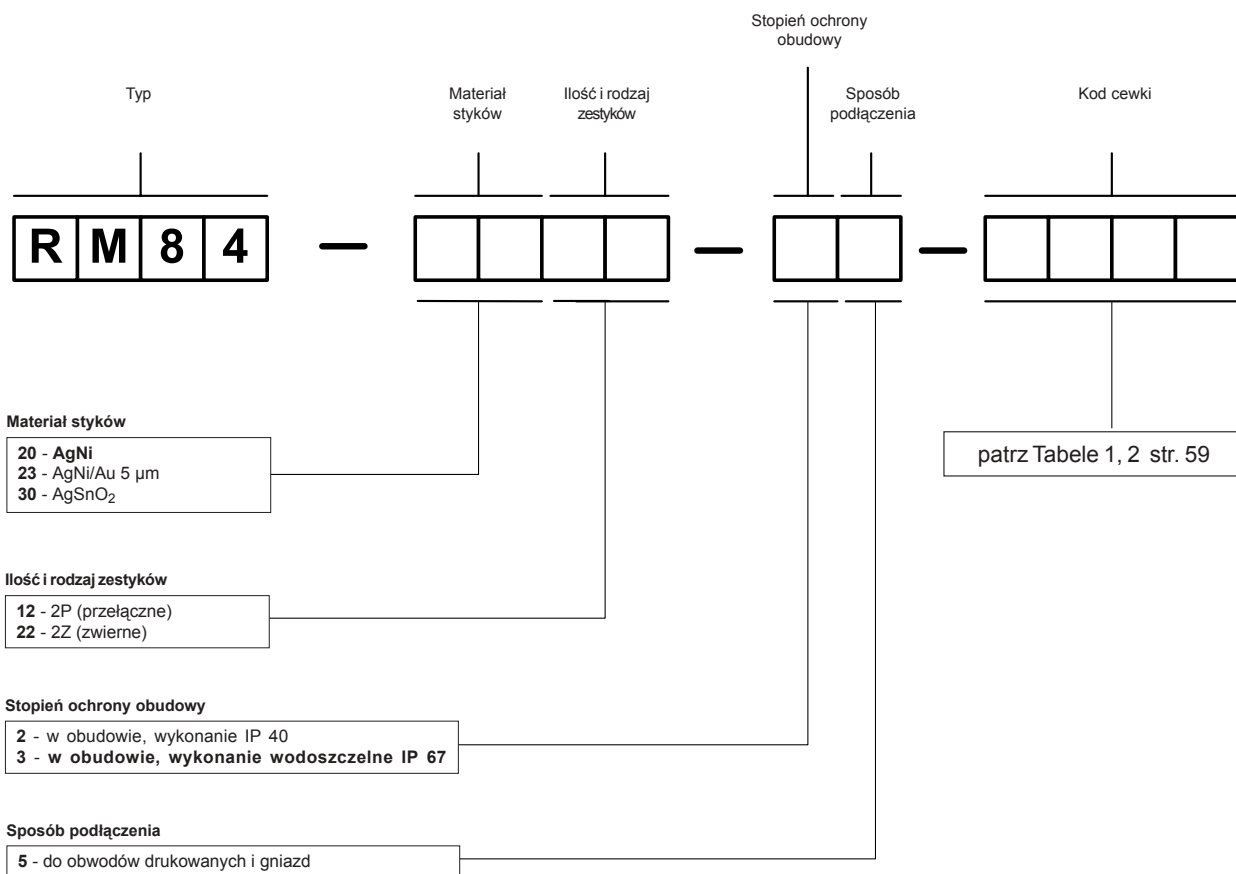 Stopień ochrony
obudowy
Typ
Materiał
styków
Ilość i rodzaj
zestyków
Sposób
podłączenia
Kod cewki
RM84 — —  —
Materiał styków
20 - AgNi
23 - AgNi/Au 5 µm
30 - AgSnO₂
patrz Tabele 1, 2 str. 59
Ilość i rodzaj zestyków
12 - 2P (przełączne)
22 - 2Z (zwierne)
Stopień ochrony obudowy
2 - w obudowie, wykonanie IP 40
3 - w obudowie, wykonanie wodoszczelne IP 67
Sposób podłączenia
5 - do obwodów drukowanych i gniazd